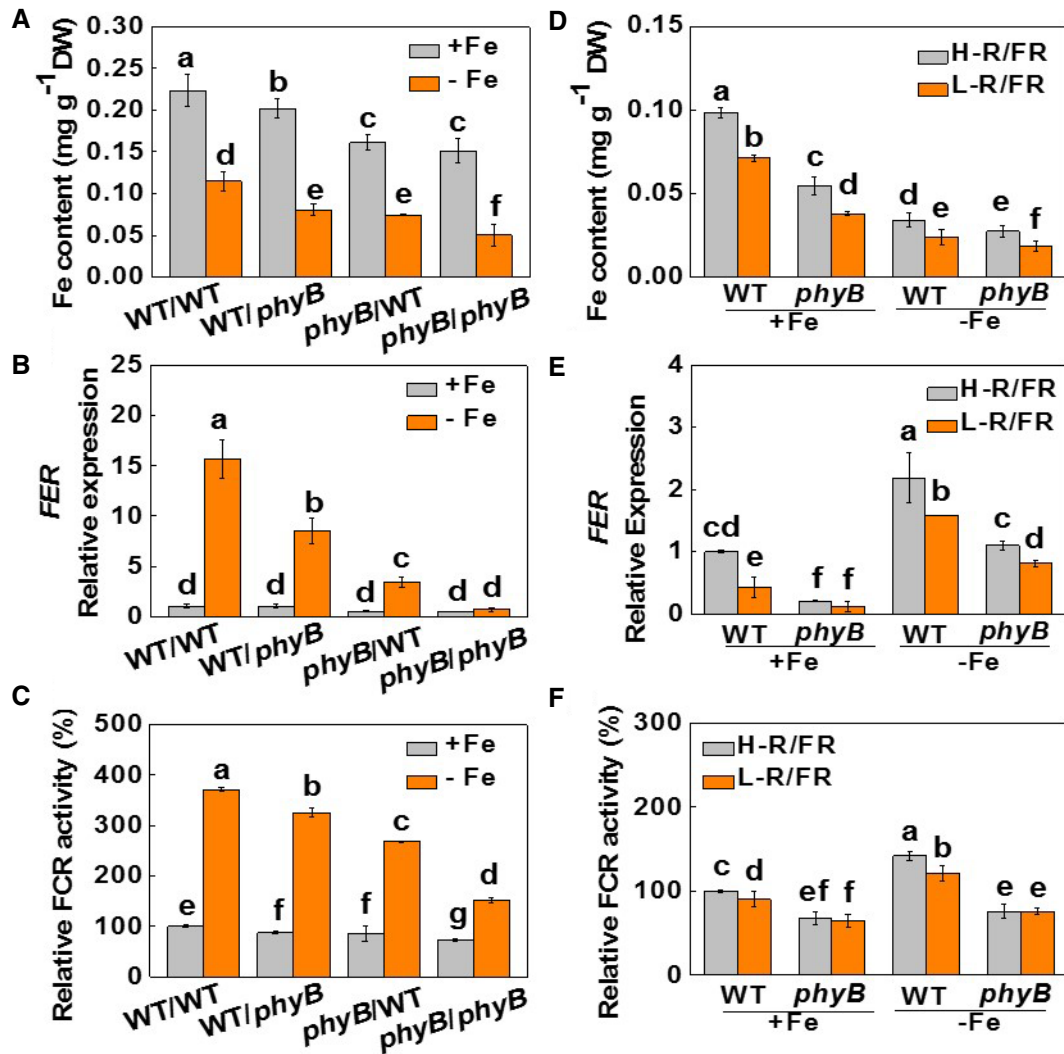 A
Fe content (mg g⁻¹ DW)
0.30
0.25
0.20
0.15
0.10
0.05
0.00
+Fe
- Fe
a
d
b
e
c
e
c
f
WT/WT
WT/phyB
phyB/WT
phyB/phyB
D
Fe content (mg g⁻¹ DW)
0.15
0.10
0.05
0.00
H-R/FR
L-R/FR
a
b
c
d
d
e
e
f
WT
phyB
WT
phyB
+Fe
-Fe
B
FER
Relative expression
25
20
15
10
5
0
+Fe
- Fe
d
a
d
b
d
c
d
d
WT/WT
WT/phyB
phyB/WT
phyB/phyB
E
FER
Relative Expression
4
3
2
1
0
H-R/FR
L-R/FR
cd
e
f
f
a
b
c
d
WT
phyB
WT
phyB
+Fe
-Fe
C
Relative FCR activity (%)
500
400
300
200
100
0
+Fe
- Fe
e
a
f
b
f
c
g
d
WT/WT
WT/phyB
phyB/WT
phyB/phyB
F
Relative FCR activity (%)
300
200
100
0
H-R/FR
L-R/FR
c
d
ef
f
a
b
e
e
WT
phyB
WT
phyB
+Fe
-Fe